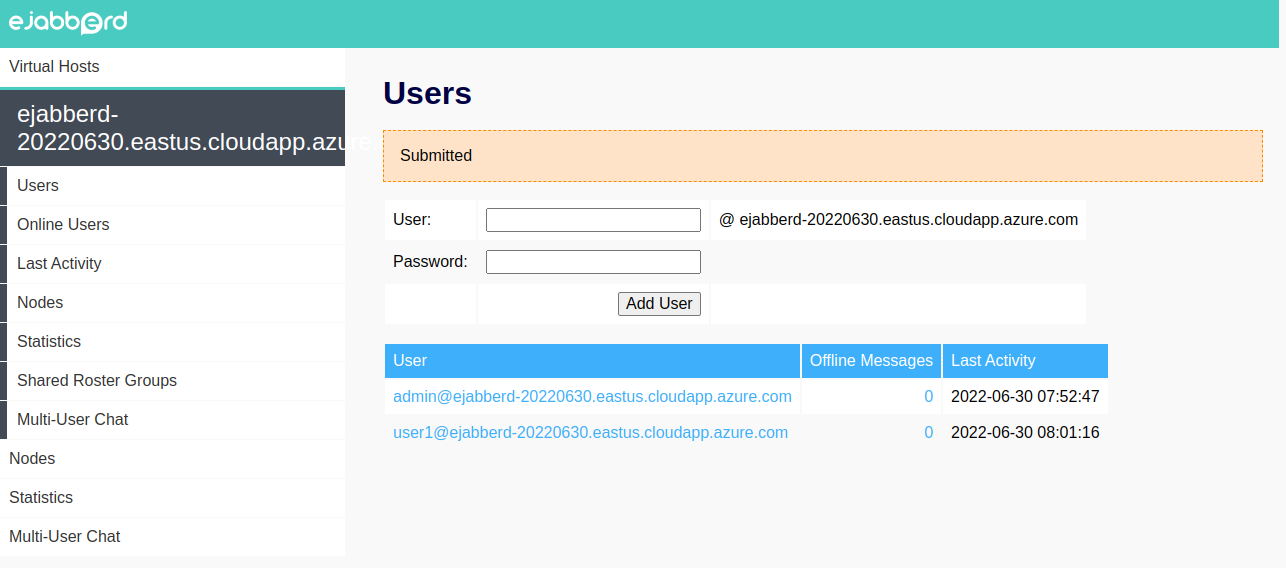 ejabberd
Virtual Hosts
ejabberd-
20220630.eastus.cloudapp.azure.
Users
Online Users
Last Activity
Nodes
Statistics
Shared Roster Groups
Multi-User Chat
Nodes
Statistics
Multi-User Chat
Users
Submitted
User: @ ejabberd-20220630.eastus.cloudapp.azure.com
Password:
Add User
User Offline Messages Last Activity
admin@ejabberd-20220630.eastus.cloudapp.azure.com 0 2022-06-30 07:52:47
user1@ejabberd-20220630.eastus.cloudapp.azure.com 0 2022-06-30 08:01:16